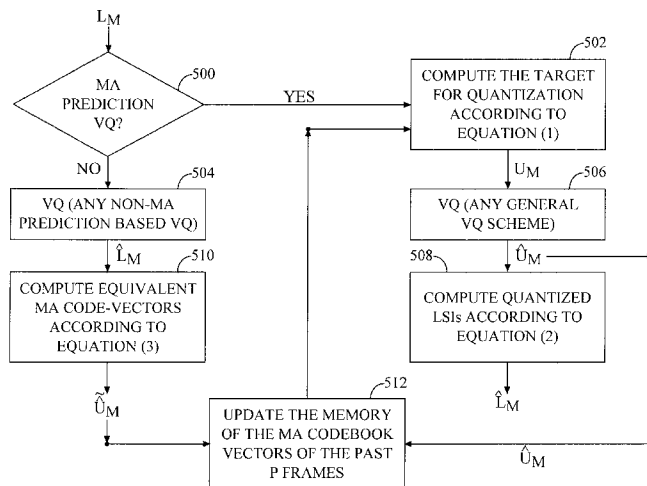 L_M
500
MA
PREDICTION
VQ?
YES
NO
502
COMPUTE THE TARGET
FOR QUANTIZATION
ACCORDING TO
EQUATION (1)
U_M
504
VQ (ANY NON-MA
PREDICTION BASED VQ)
L̂_M
506
VQ (ANY GENERAL
VQ SCHEME)
Û_M
510
COMPUTE EQUIVALENT
MA CODE-VECTORS
ACCORDING TO
EQUATION (3)
Û̃_M
508
COMPUTE QUANTIZED
LSIs ACCORDING TO
EQUATION (2)
L̂_M
512
UPDATE THE MEMORY
OF THE MA CODEBOOK
VECTORS OF THE PAST
P FRAMES
Û_M